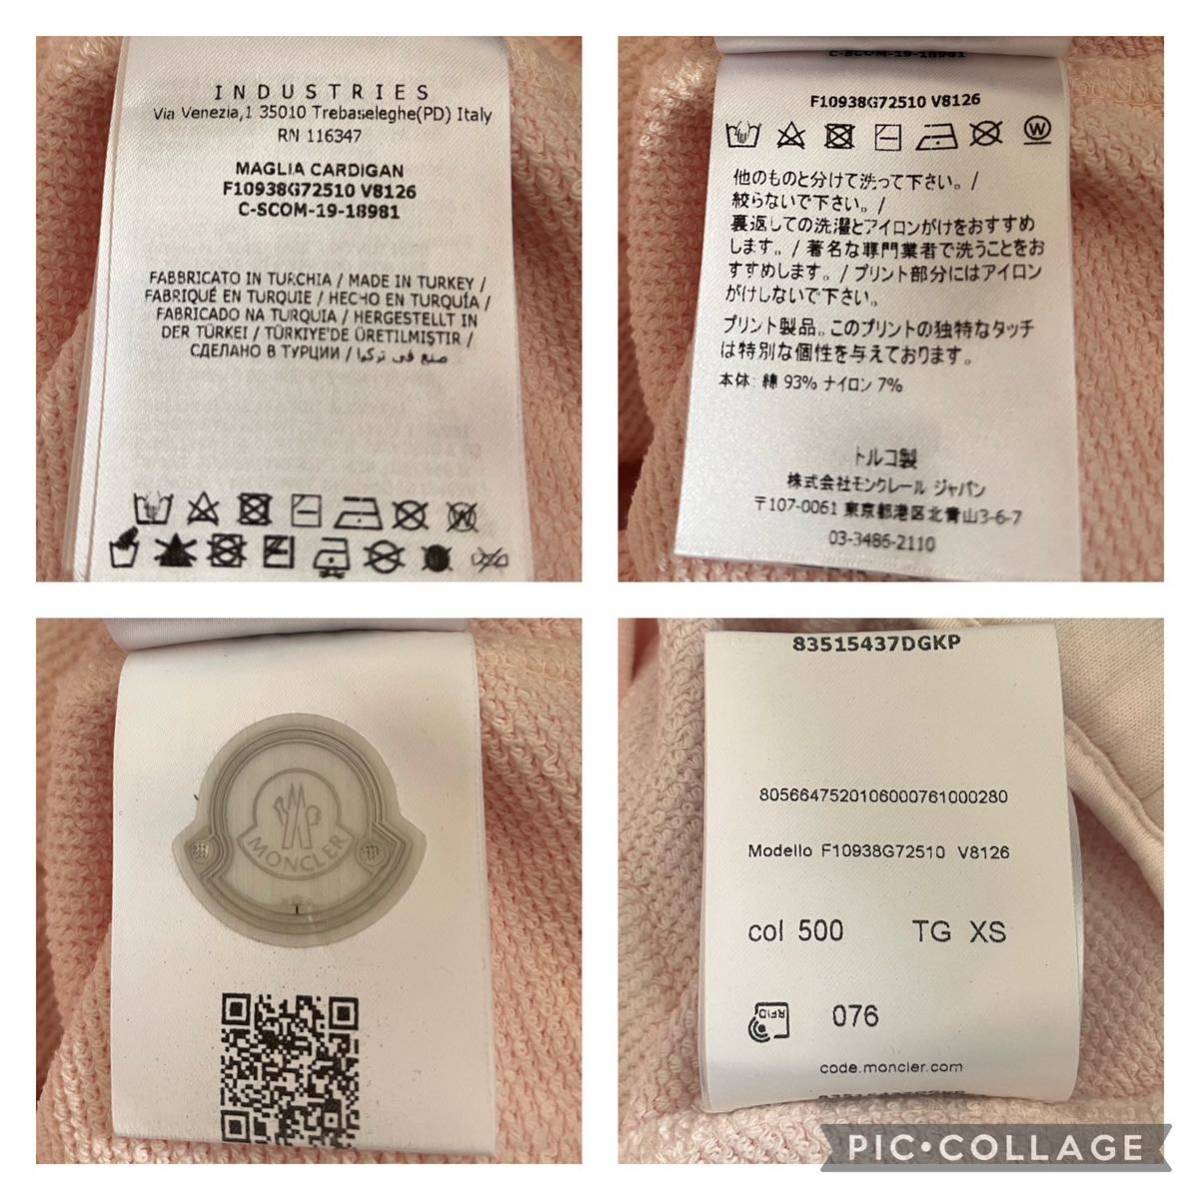 INDUSTRIES
Via Venezia,1 35010 Trebaseleghe(PD) Italy
RN 116347
MAGLIA CARDIGAN
F10938G72510 V8126
C-SCOM-19-18981
FABBRICATO IN TURCHIA / MADE IN TURKEY /
FABRIQUÉ EN TURQUIE / HECHO EN TURQUÍA /
FABRICADO NA TURQUIA / HERGESTELLT IN
DER TÜRKEI / TÜRKIYE'DE ÜRETILMIŞTIR /
СДЕЛАНО В ТУРЦИИ / صنع في تركيا
C-SCOM-19-18981
F10938G72510 V8126
W
他のものと分けて洗って下さい。/
絞らないで下さい。/
裏返しての洗濯とアイロンがけをおすすめ
します。/ 著名な専門業者で洗うことをお
すすめします。/ プリント部分にはアイロン
がけしないで下さい。
プリント製品。このプリントの独特なタッチ
は特別な個性を与えております。
本体: 綿 93% ナイロン 7%
トルコ製
株式会社モンクレール ジャパン
〒107-0061 東京都港区北青山3-6-7
03-3486-2110
MONCLER
83515437DGKP
8056647520106000761000280
Modello F10938G72510 V8126
col 500 TG XS
RFID 076
code.moncler.com
83515437DGKP
PIC•COLLAGE